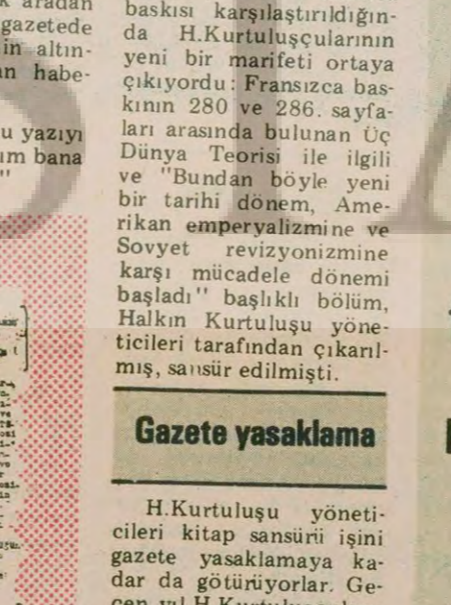 aradan
gazetede
in altın-
habe-
u yazıyı
ım bana
baskısı karşılaştırıldığın-
da H.Kurtuluşçularının
yeni bir marifeti ortaya
çıkıyordu: Fransızca bas-
kının 280 ve 286. sayfa-
ları arasında bulunan Üç
Dünya Teorisi ile ilgili
ve "Bundan böyle yeni
bir tarihi dönem, Ame-
rikan emperyalizmine ve
Sovyet revizyonizmine
karşı mücadele dönemi
başladı" başlıklı bölüm,
Halkın Kurtuluşu yöne-
ticileri tarafından çıkarıl-
mış, sansür edilmişti.
Gazete yasaklama
H.Kurtuluşu yöneti-
cileri kitap sansürü işini
gazete yasaklamaya ka-
dar da götürüyorlar. Ge-
çen yıl